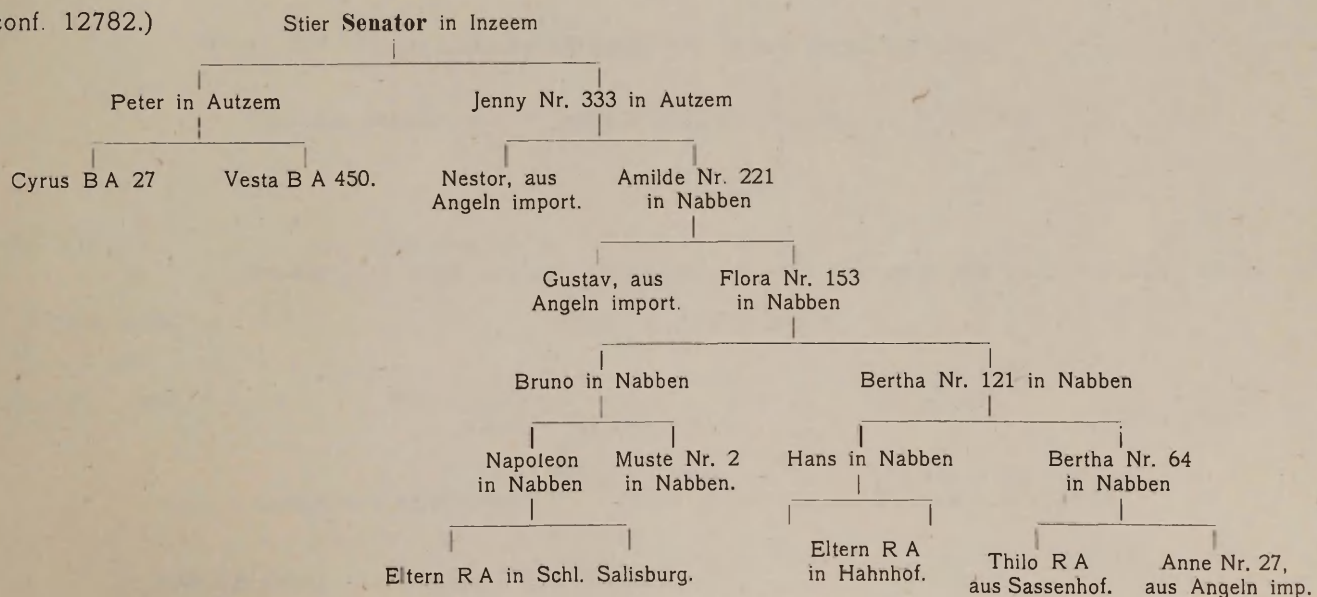 conf. 12782.)
Stier Senator in Inzeem
Peter in Autzem
Jenny Nr. 333 in Autzem
Cyrus B A 27
Vesta B A 450.
Nestor, aus
Angeln import.
Amilde Nr. 221
in Nabben
Gustav, aus
Angeln import.
Flora Nr. 153
in Nabben
Bruno in Nabben
Bertha Nr. 121 in Nabben
Napoleon
in Nabben
Muste Nr. 2
in Nabben.
Hans in Nabben
Bertha Nr. 64
in Nabben
Eltern R A in Schl. Salisburg.
Eltern R A
in Hahnhof.
Thilo R A
aus Sassenhof.
Anne Nr. 27,
aus Angeln imp.